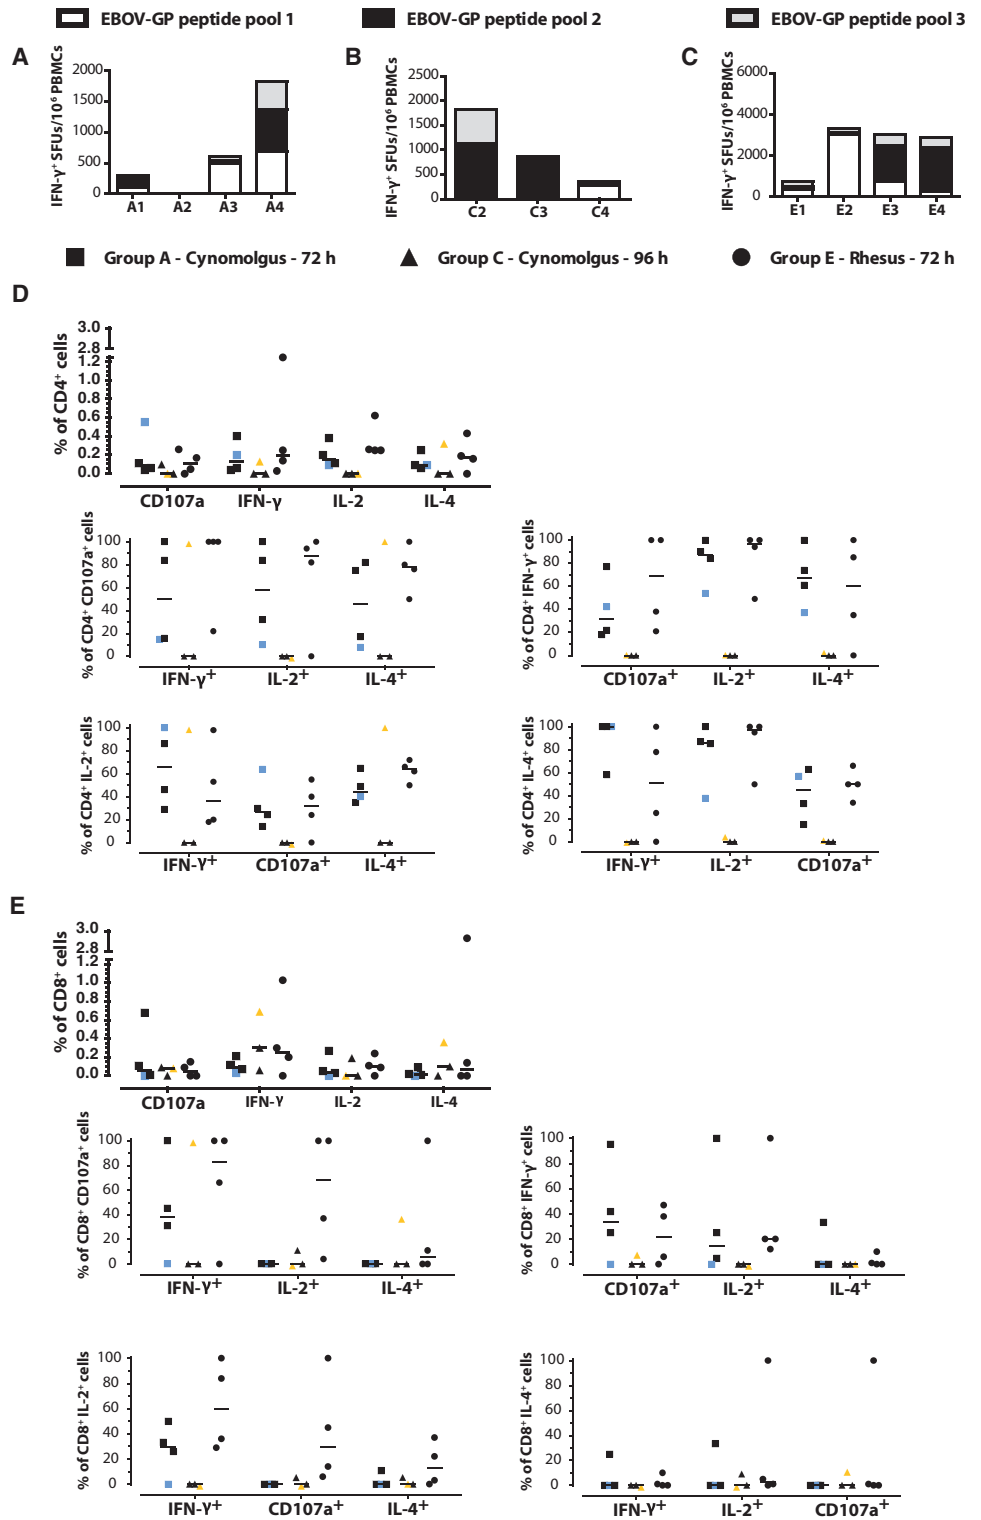 EBOV-GP peptide pool 1
EBOV-GP peptide pool 2
EBOV-GP peptide pool 3
A
IFN-γ⁺ SFUs/10⁶ PBMCs
2000
1500
1000
500
0
A1 A2 A3 A4
B
IFN-γ⁺ SFUs/10⁶ PBMCs
2500
2000
1500
1000
500
0
C2 C3 C4
C
IFN-γ⁺ SFUs/10⁶ PBMCs
6000
4000
2000
0
E1 E2 E3 E4
Group A - Cynomolgus - 72 h
Group C - Cynomolgus - 96 h
Group E - Rhesus - 72 h
D
% of CD4⁺ cells
3.0
2.8
1.2
1.0
0.8
0.6
0.4
0.2
0.0
CD107a IFN-γ IL-2 IL-4
% of CD4⁺ CD107a⁺ cells
100
80
60
40
20
0
IFN-γ⁺ IL-2⁺ IL-4⁺
% of CD4⁺ IFN-γ⁺ cells
100
80
60
40
20
0
CD107a⁺ IL-2⁺ IL-4⁺
% of CD4⁺ IL-2⁺ cells
100
80
60
40
20
0
IFN-γ⁺ CD107a⁺ IL-4⁺
% of CD4⁺ IL-4⁺ cells
100
80
60
40
20
0
IFN-γ⁺ IL-2⁺ CD107a⁺
E
% of CD8⁺ cells
3.0
2.8
1.2
1.0
0.8
0.6
0.4
0.2
0.0
CD107a IFN-γ IL-2 IL-4
% of CD8⁺ CD107a⁺ cells
100
80
60
40
20
0
IFN-γ⁺ IL-2⁺ IL-4⁺
% of CD8⁺ IFN-γ⁺ cells
100
80
60
40
20
0
CD107a⁺ IL-2⁺ IL-4⁺
% of CD8⁺ IL-2⁺ cells
100
80
60
40
20
0
IFN-γ⁺ CD107a⁺ IL-4⁺
% of CD8⁺ IL-4⁺ cells
100
80
60
40
20
0
IFN-γ⁺ IL-2⁺ CD107a⁺